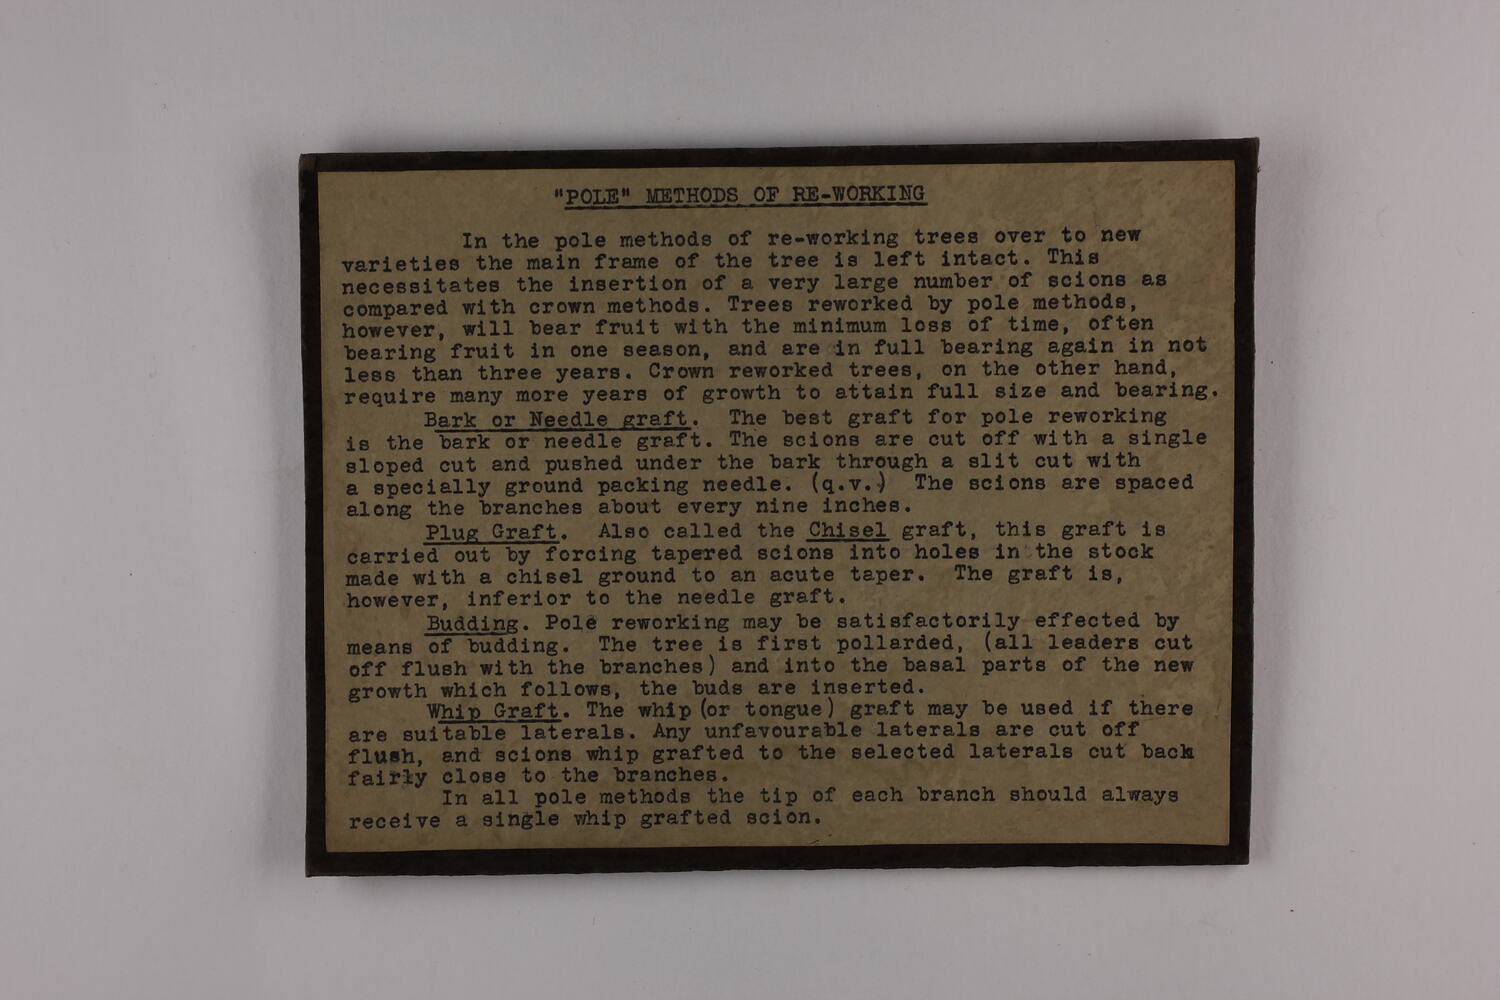 "POLE" METHODS OF RE-WORKING
In the pole methods of re-working trees over to new
varieties the main frame of the tree is left intact. This
necessitates the insertion of a very large number of scions as
compared with crown methods. Trees reworked by pole methods,
however, will bear fruit with the minimum loss of time, often
bearing fruit in one season, and are in full bearing again in not
less than three years. Crown reworked trees, on the other hand,
require many more years of growth to attain full size and bearing.
Bark or Needle graft. The best graft for pole reworking
is the bark or needle graft. The scions are cut off with a single
sloped cut and pushed under the bark through a slit cut with
a specially ground packing needle. (q.v.) The scions are spaced
along the branches about every nine inches.
Plug Graft. Also called the Chisel graft, this graft is
carried out by forcing tapered scions into holes in the stock
made with a chisel ground to an acute taper. The graft is,
however, inferior to the needle graft.
Budding. Pole reworking may be satisfactorily effected by
means of budding. The tree is first pollarded, (all leaders cut
off flush with the branches) and into the basal parts of the new
growth which follows, the buds are inserted.
Whip Graft. The whip (or tongue) graft may be used if there
are suitable laterals. Any unfavourable laterals are cut off
flush, and scions whip grafted to the selected laterals cut back
fairly close to the branches.
In all pole methods the tip of each branch should always
receive a single whip grafted scion.